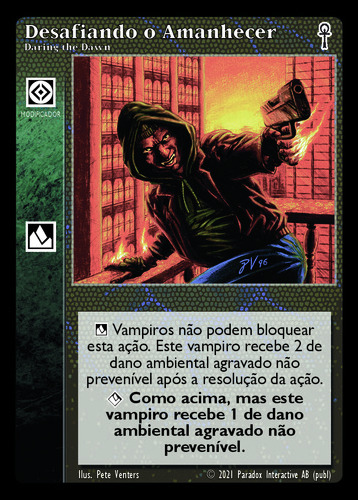 Desafiando o Amanhecer
Daring the Dawn
MODIFICADOR
PV 96
Vampiros não podem bloquear
esta ação. Este vampiro recebe 2 de
dano ambiental agravado não
prevenível após a resolução da ação.
Como acima, mas este
vampiro recebe 1 de dano
ambiental agravado não
prevenível.
Ilus. Pete Venters © 2021 Paradox Interactive AB (publ)